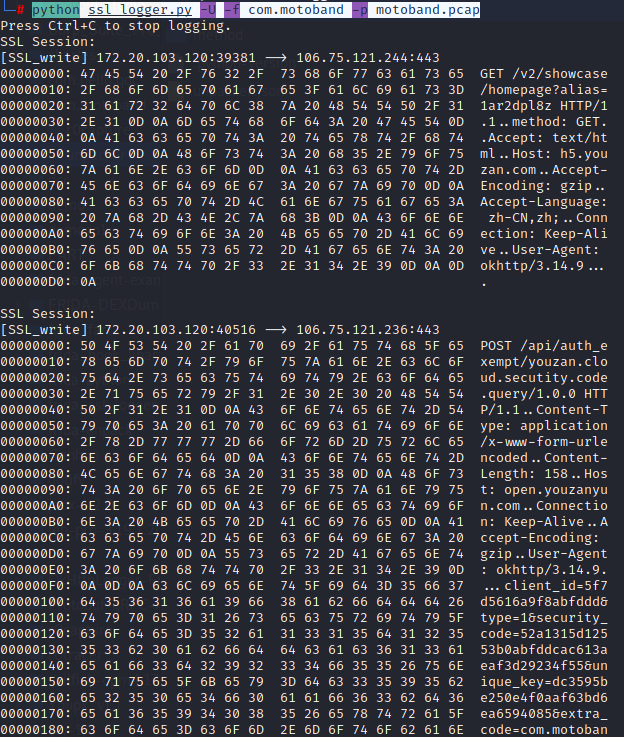 # python ssl_logger.py -U -f com.motoband -p motoband.pcap
Press Ctrl+C to stop logging.
SSL Session:
[SSL_write] 172.20.103.120:39381 --> 106.75.121.244:443
00000000: 47 45 54 20 2F 76 32 2F  73 68 6F 77 63 61 73 65  GET /v2/showcase
00000010: 2F 68 6F 6D 65 70 61 67  65 3F 61 6C 69 61 73 3D  /homepage?alias=
00000020: 31 61 72 32 64 70 6C 38  7A 20 48 54 54 50 2F 31  1ar2dpl8z HTTP/1
00000030: 2E 31 0D 0A 6D 65 74 68  6F 64 3A 20 47 45 54 0D  .1..method: GET.
00000040: 0A 41 63 63 65 70 74 3A  20 74 65 78 74 2F 68 74  .Accept: text/ht
00000050: 6D 6C 0D 0A 48 6F 73 74  3A 20 68 35 2E 79 6F 75  ml..Host: h5.you
00000060: 7A 61 6E 2E 63 6F 6D 0D  0A 41 63 63 65 70 74 2D  zan.com..Accept-
00000070: 45 6E 63 6F 64 69 6E 67  3A 20 67 7A 69 70 0D 0A  Encoding: gzip..
00000080: 41 63 63 65 70 74 2D 4C  61 6E 67 75 61 67 65 3A  Accept-Language:
00000090: 20 7A 68 2D 43 4E 2C 7A  68 3B 0D 0A 43 6F 6E 6E   zh-CN,zh;..Conn
000000A0: 65 63 74 69 6F 6E 3A 20  4B 65 65 70 2D 41 6C 69  ection: Keep-Ali
000000B0: 76 65 0D 0A 55 73 65 72  2D 41 67 65 6E 74 3A 20  ve..User-Agent:
000000C0: 6F 6B 68 74 74 70 2F 33  2E 31 34 2E 39 0D 0A 0D  okhttp/3.14.9...
000000D0: 0A  .
SSL Session:
[SSL_write] 172.20.103.120:40516 --> 106.75.121.236:443
00000000: 50 4F 53 54 20 2F 61 70  69 2F 61 75 74 68 5F 65  POST /api/auth_e
00000010: 78 65 6D 70 74 2F 79 6F  75 7A 61 6E 2E 63 6C 6F  xempt/youzan.clo
00000020: 75 64 2E 73 65 63 75 74  69 74 79 2E 63 6F 64 65  ud.secutity.code
00000030: 2E 71 75 65 72 79 2F 31  2E 30 2E 30 20 48 54 54  .query/1.0.0 HTT
00000040: 50 2F 31 2E 31 0D 0A 43  6F 6E 74 65 6E 74 2D 54  P/1.1..Content-T
00000050: 79 70 65 3A 20 61 70 70  6C 69 63 61 74 69 6F 6E  ype: application
00000060: 2F 78 2D 77 77 77 2D 66  6F 72 6D 2D 75 72 6C 65  /x-www-form-urle
00000070: 6E 63 6F 64 65 64 0D 0A  43 6F 6E 74 65 6E 74 2D  ncoded..Content-
00000080: 4C 65 6E 67 74 68 3A 20  31 35 38 0D 0A 48 6F 73  Length: 158..Hos
00000090: 74 3A 20 6F 70 65 6E 2E  79 6F 75 7A 61 6E 79 75  t: open.youzanyu
000000A0: 6E 2E 63 6F 6D 0D 0A 43  6F 6E 6E 65 63 74 69 6F  n.com..Connectio
000000B0: 6E 3A 20 4B 65 65 70 2D  41 6C 69 76 65 0D 0A 41  n: Keep-Alive..A
000000C0: 63 63 65 70 74 2D 45 6E  63 6F 64 69 6E 67 3A 20  ccept-Encoding:
000000D0: 67 7A 69 70 0D 0A 55 73  65 72 2D 41 67 65 6E 74  gzip..User-Agent
000000E0: 3A 20 6F 6B 68 74 74 70  2F 33 2E 31 34 2E 39 0D  : okhttp/3.14.9.
000000F0: 0A 0D 0A 63 6C 69 65 6E  74 5F 69 64 3D 35 66 37  ...client_id=5f7
00000100: 64 35 36 31 36 61 39 66  38 61 62 66 64 64 64 26  d5616a9f8abfddd&
00000110: 74 79 70 65 3D 31 26 73  65 63 75 72 69 74 79 5F  type=1&security_
00000120: 63 6F 64 65 3D 35 32 61  31 33 31 35 64 31 32 35  code=52a1315d125
00000130: 35 33 62 30 61 62 66 64  64 63 61 63 36 31 33 61  53b0abfddcac613a
00000140: 65 61 66 33 64 32 39 32  33 34 66 35 35 26 75 6E  eaf3d29234f55&un
00000150: 69 71 75 65 5F 6B 65 79  3D 64 63 33 35 39 35 62  ique_key=dc3595b
00000160: 65 32 35 30 65 34 66 30  61 61 66 36 33 62 64 36  e250e4f0aaf63bd6
00000170: 65 61 36 35 39 34 30 38  35 26 65 78 74 72 61 5F  ea6594085&extra_
00000180: 63 6F 64 65 3D 63 6F 6D  2E 6D 6F 74 6F 62 61 6E  code=com.motoban